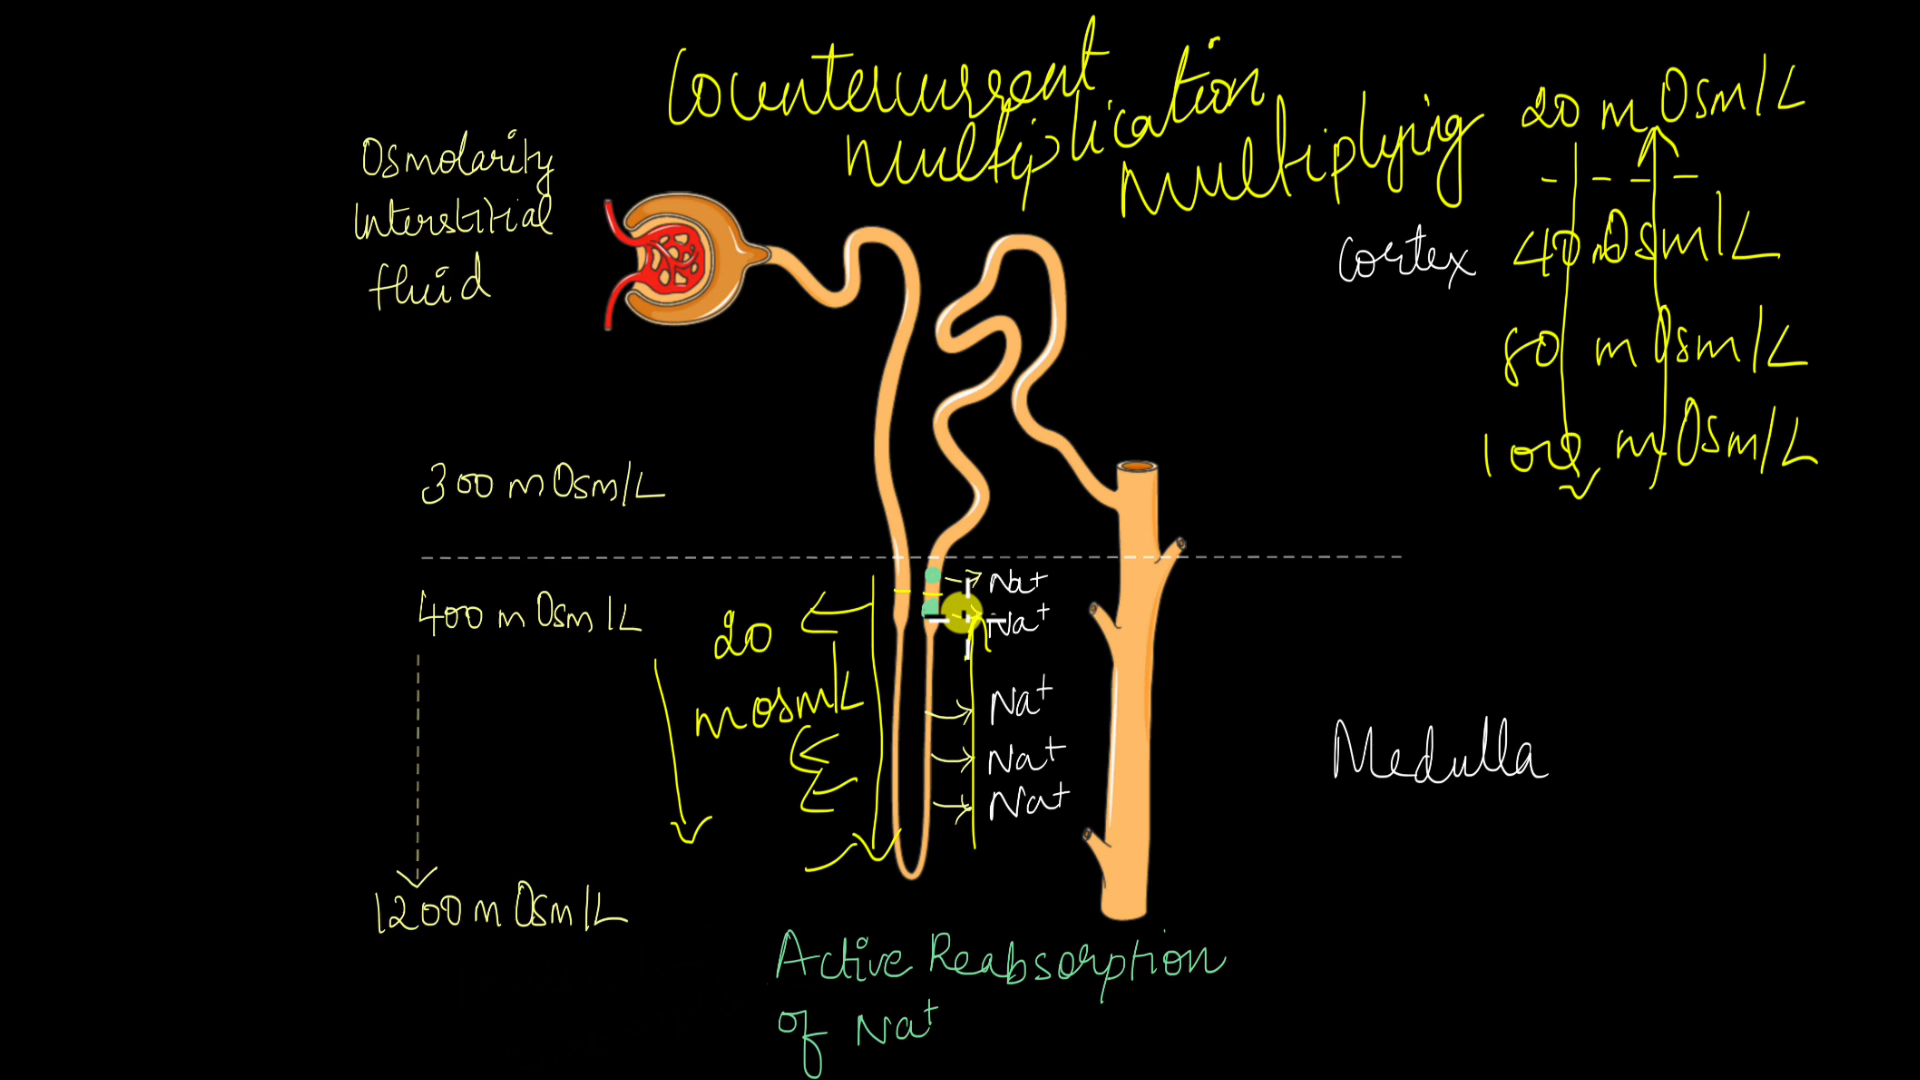 Countercurrent
multiplication
multiplying
Osmolarity
Interstitial
fluid
20 mOsm/L
Cortex
40 mOsm/L
80 mOsm/L
100 mOsm/L
300 mOsm/L
400 mOsm/L
1200 mOsm/L
20
mosm/L
Na+
Na+
Na+
Na+
Na+
Medulla
Active Reabsorption
of Na+